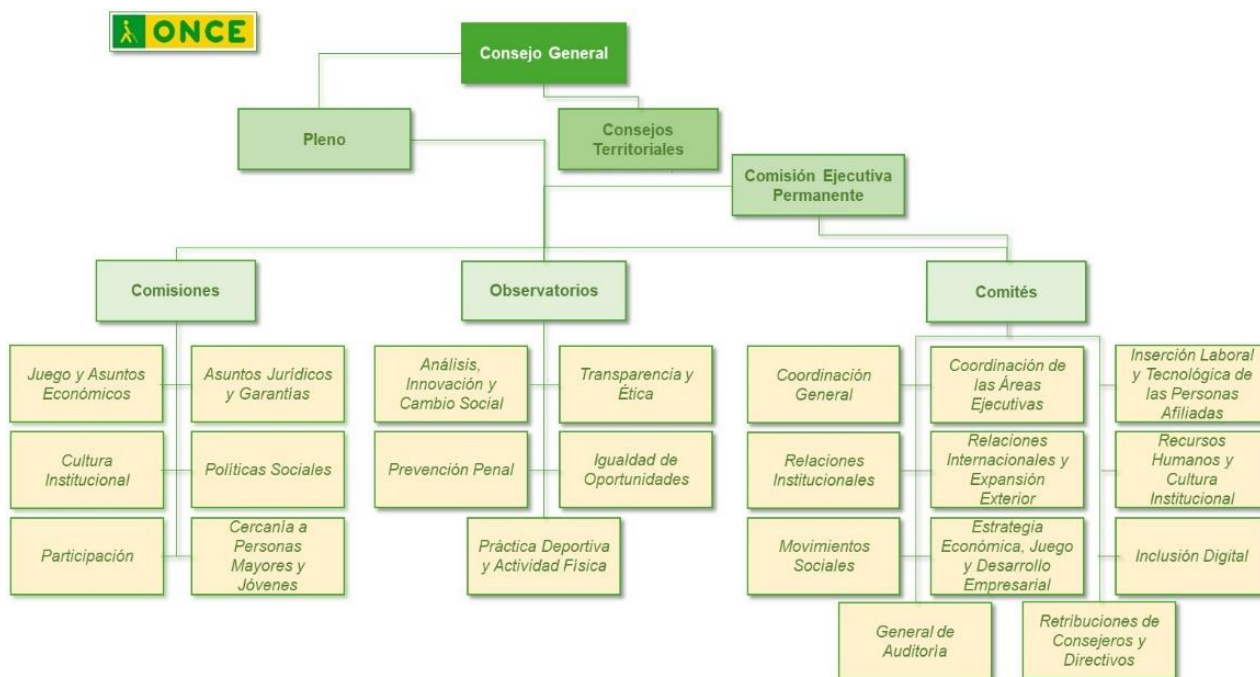 ONCE
Consejo General
Pleno
Consejos
Territoriales
Comisión Ejecutiva
Permanente
Comisiones
Observatorios
Comités
Juego y Asuntos
Económicos
Asuntos Jurídicos
y Garantías
Cultura
Institucional
Políticas Sociales
Participación
Cercanía a
Personas
Mayores y
Jóvenes
Análisis,
Innovación y
Cambio Social
Transparencia y
Ética
Prevención Penal
Igualdad de
Oportunidades
Práctica Deportiva
y Actividad Física
Coordinación
General
Coordinación de
las Áreas
Ejecutivas
Inserción Laboral
y Tecnológica de
las Personas
Afiliadas
Relaciones
Institucionales
Relaciones
Internacionales y
Expansión
Exterior
Recursos
Humanos y
Cultura
Institucional
Movimientos
Sociales
Estrategia
Económica, Juego
y Desarrollo
Empresarial
Inclusión Digital
General de
Auditoría
Retribuciones de
Consejeros y
Directivos